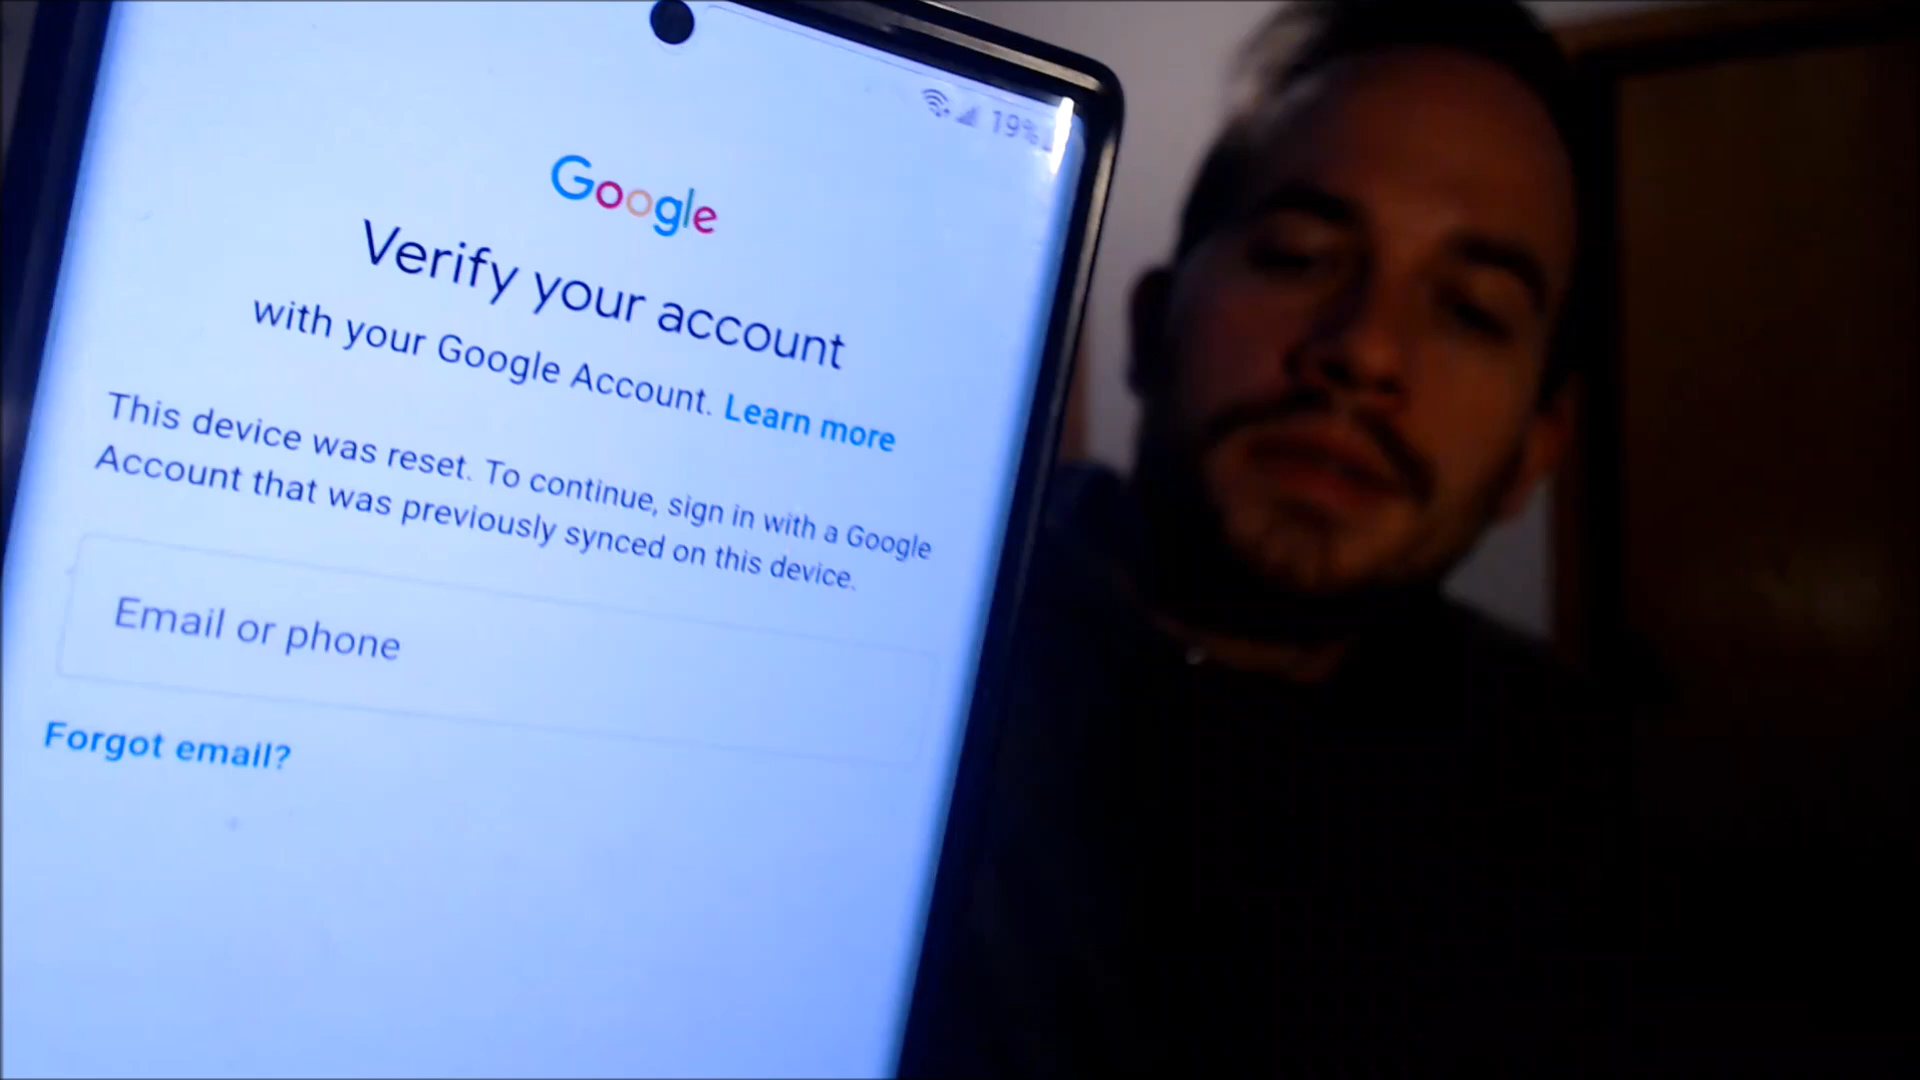 19%
Google
Verify your account
with your Google Account. Learn more
This device was reset. To continue, sign in with a Google
Account that was previously synced on this device.
Email or phone
Forgot email?